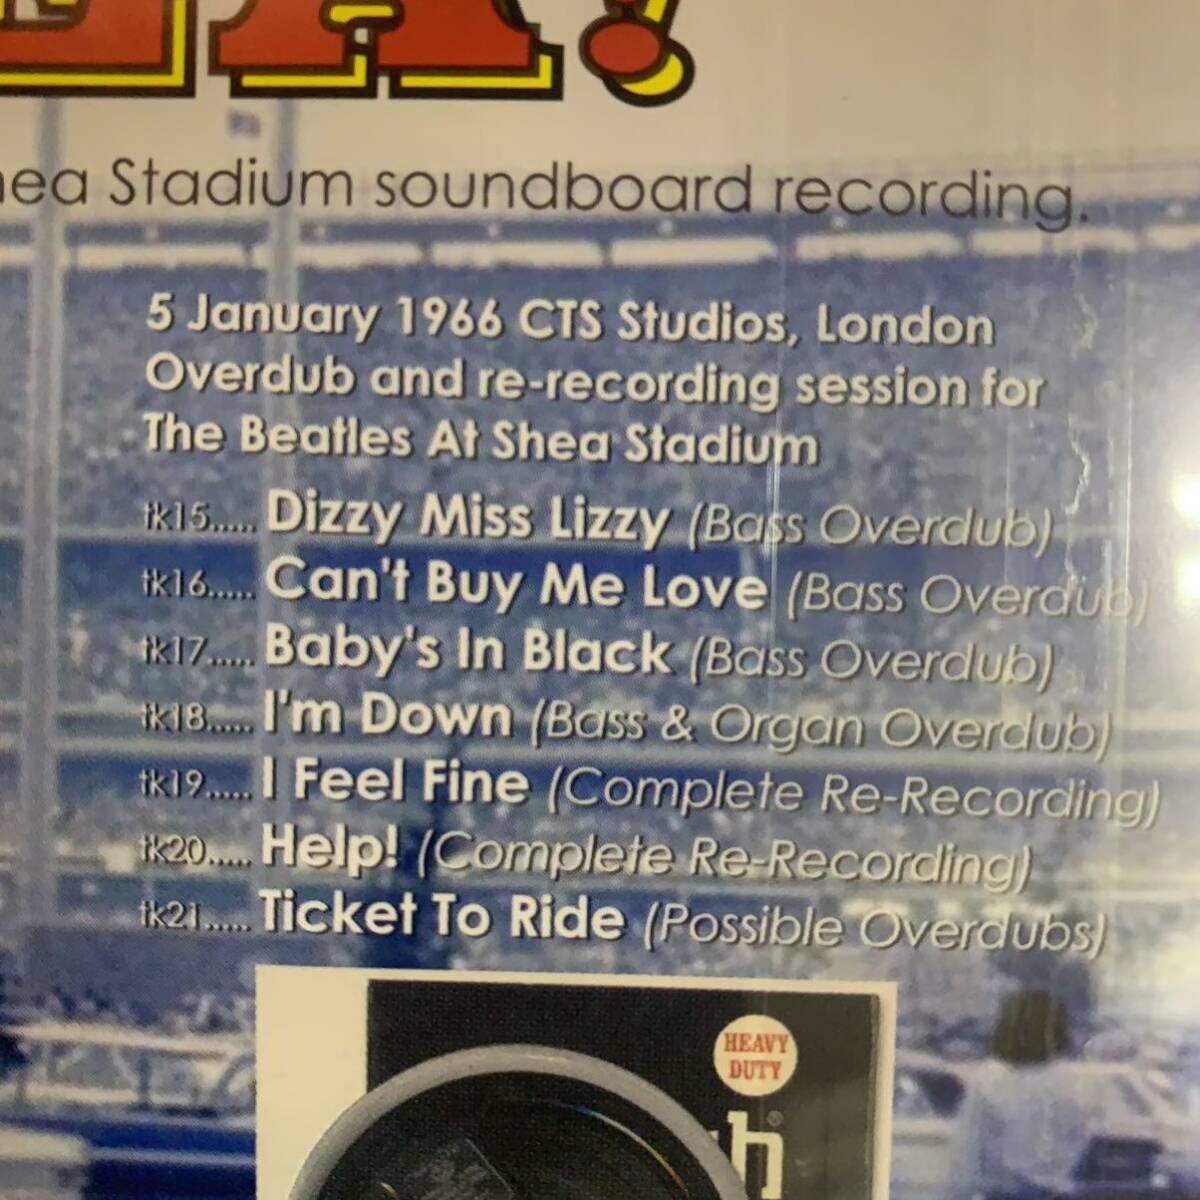 EA!
Shea Stadium soundboard recording.
5 January 1966 CTS Studios, London
Overdub and re-recording session for
The Beatles At Shea Stadium
tk15..... Dizzy Miss Lizzy (Bass Overdub)
tk16..... Can't Buy Me Love (Bass Overdub)
tk17..... Baby's In Black (Bass Overdub)
tk18..... I'm Down (Bass & Organ Overdub)
tk19..... I Feel Fine (Complete Re-Recording)
tk20..... Help! (Complete Re-Recording)
tk21..... Ticket To Ride (Possible Overdubs)
HEAVY
DUTY